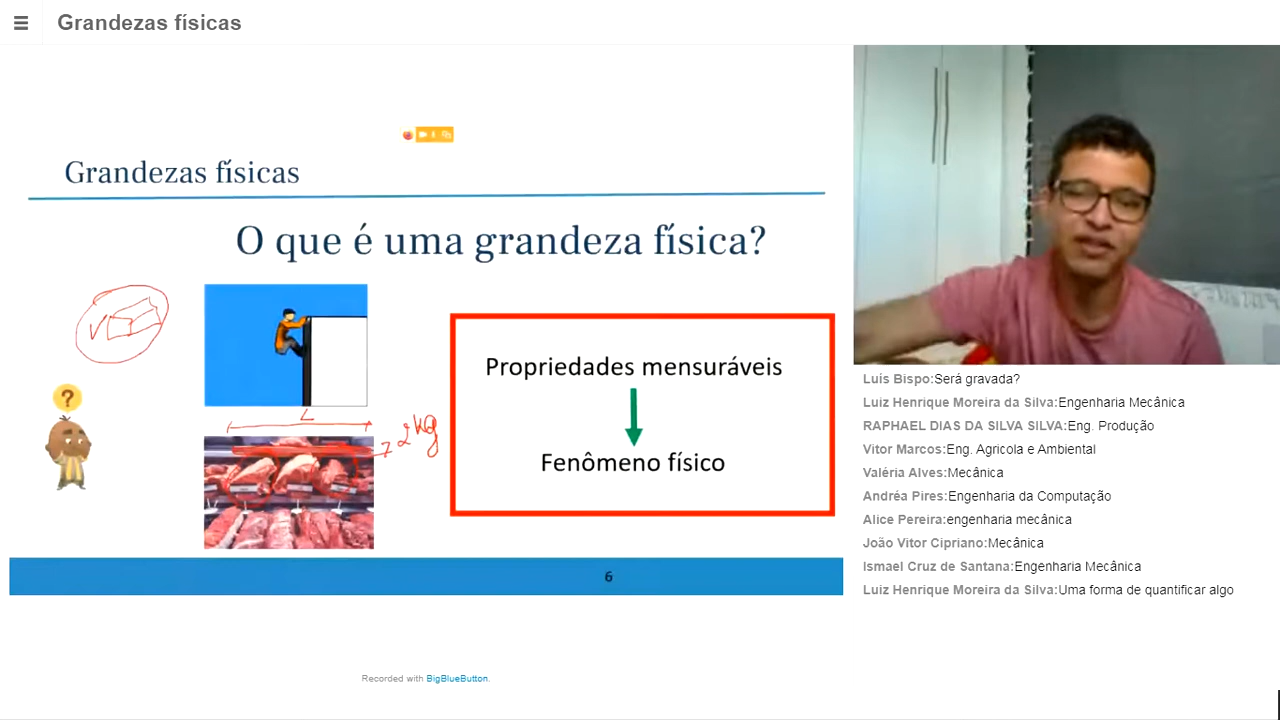 Grandezas físicas
Grandezas físicas
O que é uma grandeza física?
V
?
L
2 kg
Propriedades mensuráveis
Fenômeno físico
6
Luís Bispo:Será gravada?
Luiz Henrique Moreira da Silva:Engenharia Mecânica
RAPHAEL DIAS DA SILVA SILVA:Eng. Produção
Vitor Marcos:Eng. Agricola e Ambiental
Valéria Alves:Mecânica
Andréa Pires:Engenharia da Computação
Alice Pereira:engenharia mecânica
João Vitor Cipriano:Mecânica
Ismael Cruz de Santana:Engenharia Mecânica
Luiz Henrique Moreira da Silva:Uma forma de quantificar algo
Recorded with BigBlueButton.